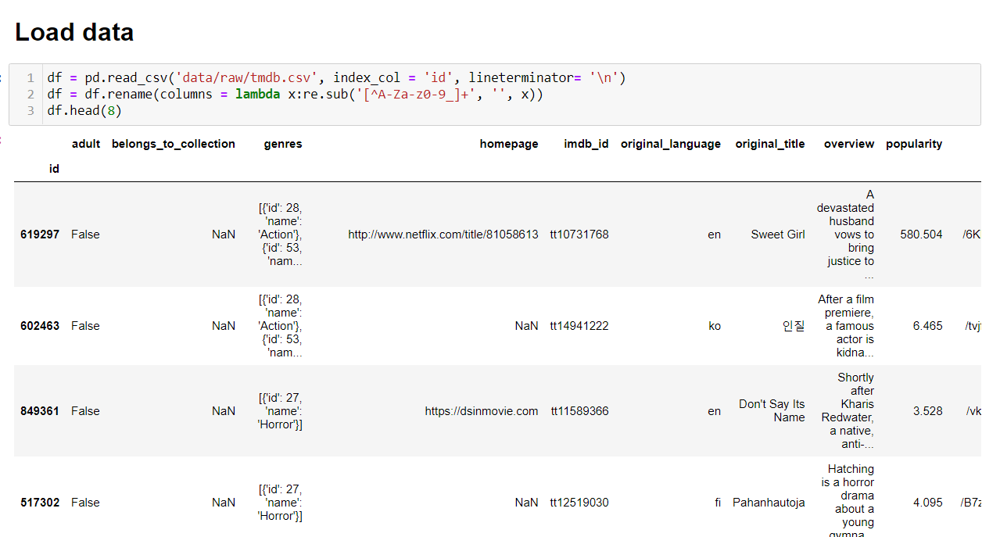 Load data
1 df = pd.read_csv('data/raw/tmdb.csv', index_col = 'id', lineterminator= '\n')
2 df = df.rename(columns = lambda x:re.sub('[^A-Za-z0-9_]+', '', x))
3 df.head(8)
adult belongs_to_collection genres homepage imdb_id original_language original_title overview popularity
id
619297 False NaN [{'id': 28, 'name': 'Action'}, {'id': 53, 'nam... http://www.netflix.com/title/81058613 tt10731768 en Sweet Girl A devastated husband vows to bring justice to ... 580.504 /6K
602463 False NaN [{'id': 28, 'name': 'Action'}, {'id': 53, 'nam... NaN tt14941222 ko 인질 After a film premiere, a famous actor is kidna... 6.465 /tvj
849361 False NaN [{'id': 27, 'name': 'Horror'}] https://dsinmovie.com tt11589366 en Don't Say Its Name Shortly after Kharis Redwater, a native, anti-... 3.528 /vk
517302 False NaN [{'id': 27, 'name': 'Horror'}] NaN tt12519030 fi Pahanhautoja Hatching is a horror drama about a young gymna... 4.095 /B7z